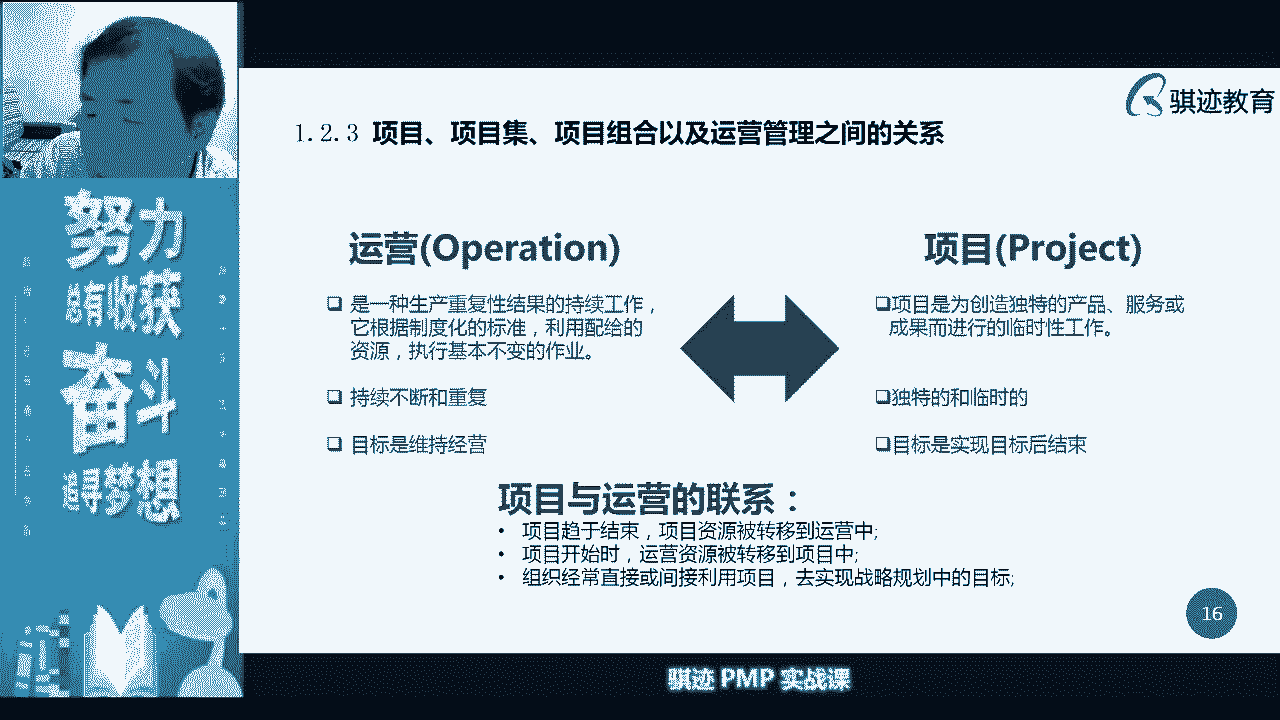 骐迹教育
1.2.3 项目、项目集、项目组合以及运营管理之间的关系
运营(Operation)
是一种生产重复性结果的持续工作，
它根据制度化的标准，利用配给的
资源，执行基本不变的作业。
持续不断和重复
目标是维持经营
项目(Project)
项目是为创造独特的产品、服务或
成果而进行的临时性工作。
独特的和临时的
目标是实现目标后结束
项目与运营的联系：
• 项目趋于结束，项目资源被转移到运营中;
• 项目开始时，运营资源被转移到项目中;
• 组织经常直接或间接利用项目，去实现战略规划中的目标;
16
努力
总有收获
奋斗
追寻梦想
骐迹 PMP 实战课